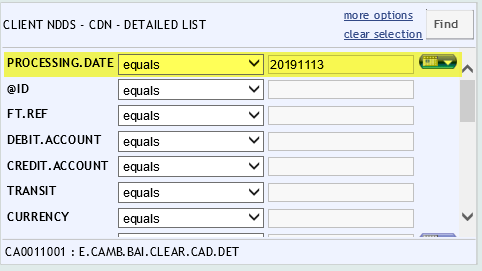 more options
CLIENT NDDS - CDN - DETAILED LIST Find
clear selection
PROCESSING.DATE equals 20191113
@ID equals
FT.REF equals
DEBIT.ACCOUNT equals
CREDIT.ACCOUNT equals
TRANSIT equals
CURRENCY equals
CA0011001 : E.CAMB.BAI.CLEAR.CAD.DET